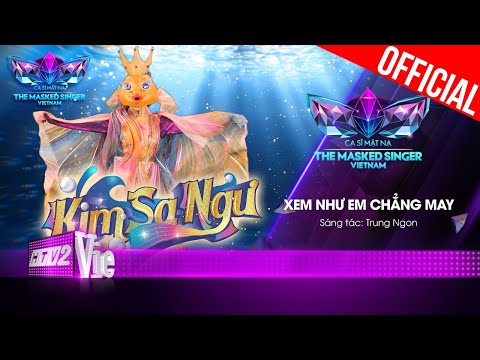 CA SĨ MẶT NẠ
THE MASKED SINGER
VIETNAM
OFFICIAL
CA SĨ MẶT NẠ
THE MASKED SINGER
VIETNAM
Kim Sa Ngư
XEM NHƯ EM CHẲNG MAY
Sáng tác: Trung Ngon
HTV2
Vie